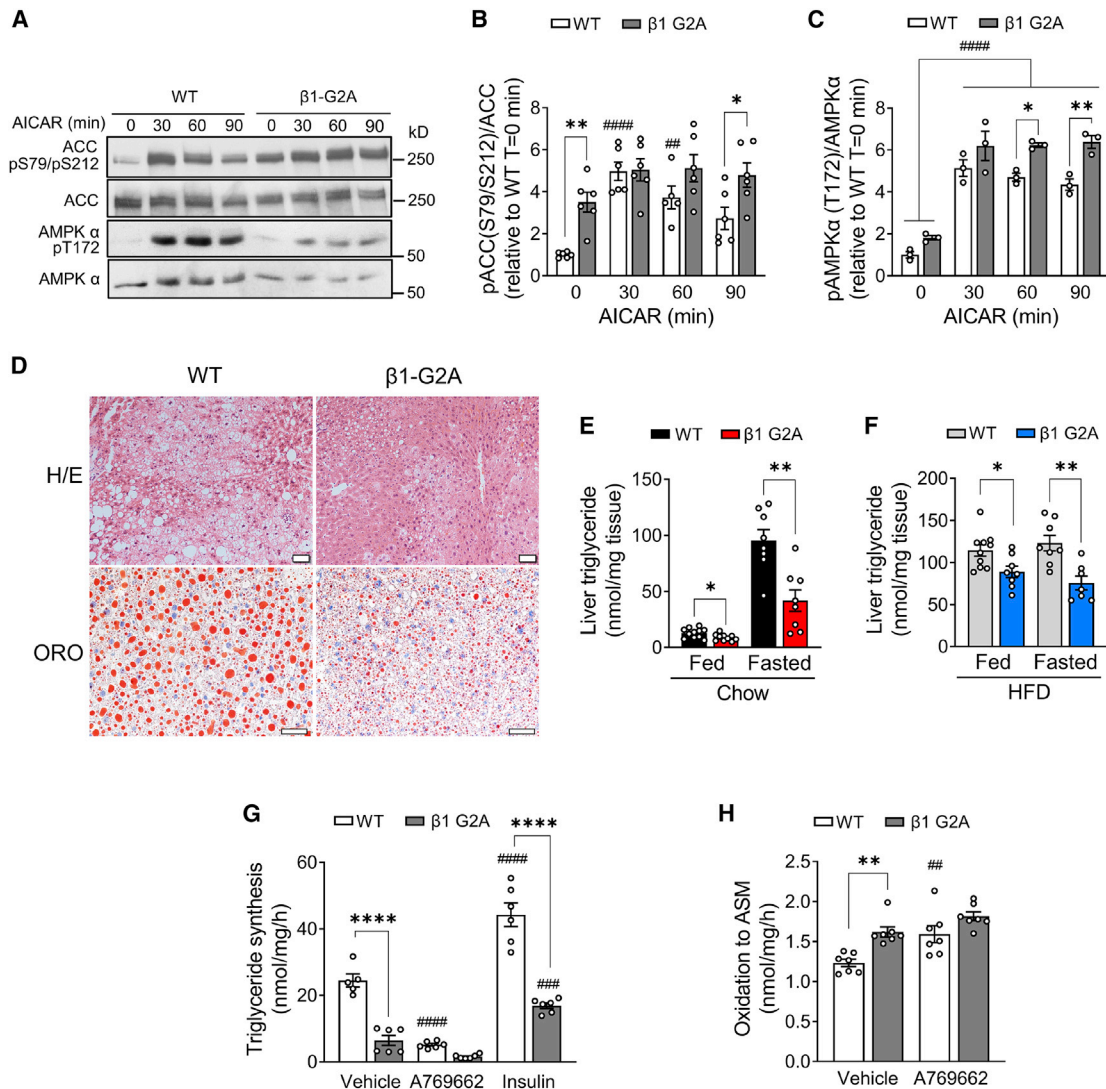 A
WT
β1-G2A
AICAR (min)
0 30 60 90 0 30 60 90
kD
ACC
pS79/pS212
250
ACC
250
AMPK α
pT172
50
AMPK α
50
B
WT
β1 G2A
pACC(S79/S212)/ACC
(relative to WT T=0 min)
8
6
4
2
0
**
####
##
*
0 30 60 90
AICAR (min)
C
WT
β1 G2A
pAMPKα (T172)/AMPKα
(relative to WT T=0 min)
8
6
4
2
0
####
*
**
0 30 60 90
AICAR (min)
D
WT
β1-G2A
H/E
ORO
E
WT
β1 G2A
Liver triglyceride
(nmol/mg tissue)
150
100
50
0
*
**
Fed Fasted
Chow
F
WT
β1 G2A
Liver triglyceride
(nmol/mg tissue)
200
150
100
50
0
*
**
Fed Fasted
HFD
G
WT
β1 G2A
Triglyceride synthesis
(nmol/mg/h)
60
40
20
0
****
####
####
****
###
Vehicle A769662 Insulin
H
WT
β1 G2A
Oxidation to ASM
(nmol/mg/h)
2.5
2.0
1.5
1.0
0.5
0.0
**
##
Vehicle A769662